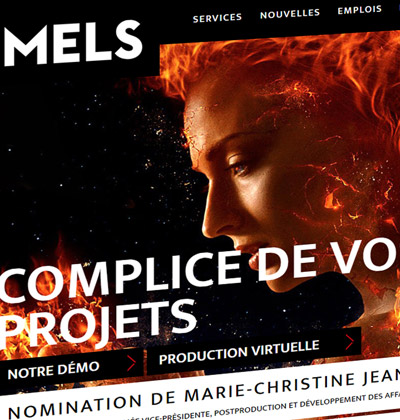 MELS
SERVICES NOUVELLES EMPLOIS
COMPLICE DE VO
PROJETS
NOTRE DÉMO
PRODUCTION VIRTUELLE
NOMINATION DE MARIE-CHRISTINE JEAN
VICE-PRÉSIDENTE, POSTPRODUCTION ET DÉVELOPPEMENT DES AFFA